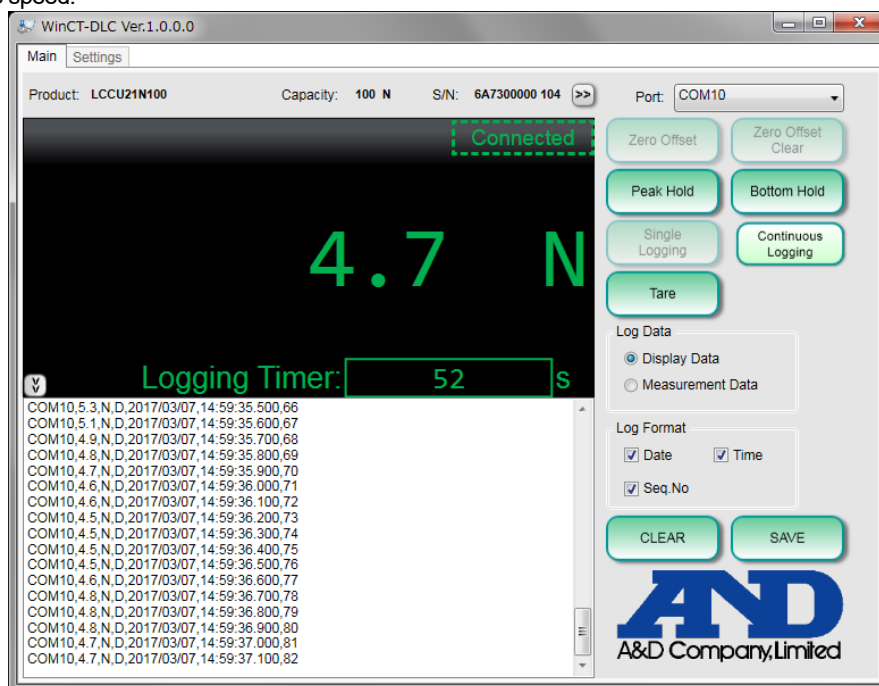 speed.
WinCT-DLC Ver.1.0.0.0
Main Settings
Product: LCCU21N100 Capacity: 100 N S/N: 6A7300000 104 >> Port: COM10
Connected
Zero Offset
Zero Offset Clear
Peak Hold
Bottom Hold
4.7 N
Single Logging
Continuous Logging
Tare
Logging Timer: 52 s
Log Data
Display Data
Measurement Data
COM10,5.3,N,D,2017/03/07,14:59:35.500,66
COM10,5.1,N,D,2017/03/07,14:59:35.600,67
COM10,4.9,N,D,2017/03/07,14:59:35.700,68
COM10,4.8,N,D,2017/03/07,14:59:35.800,69
COM10,4.7,N,D,2017/03/07,14:59:35.900,70
COM10,4.6,N,D,2017/03/07,14:59:36.000,71
COM10,4.6,N,D,2017/03/07,14:59:36.100,72
COM10,4.5,N,D,2017/03/07,14:59:36.200,73
COM10,4.5,N,D,2017/03/07,14:59:36.300,74
COM10,4.5,N,D,2017/03/07,14:59:36.400,75
COM10,4.5,N,D,2017/03/07,14:59:36.500,76
COM10,4.6,N,D,2017/03/07,14:59:36.600,77
COM10,4.8,N,D,2017/03/07,14:59:36.700,78
COM10,4.8,N,D,2017/03/07,14:59:36.800,79
COM10,4.8,N,D,2017/03/07,14:59:36.900,80
COM10,4.7,N,D,2017/03/07,14:59:37.000,81
COM10,4.7,N,D,2017/03/07,14:59:37.100,82
Log Format
Date Time
Seq.No
CLEAR SAVE
AND
A&D Company,Limited